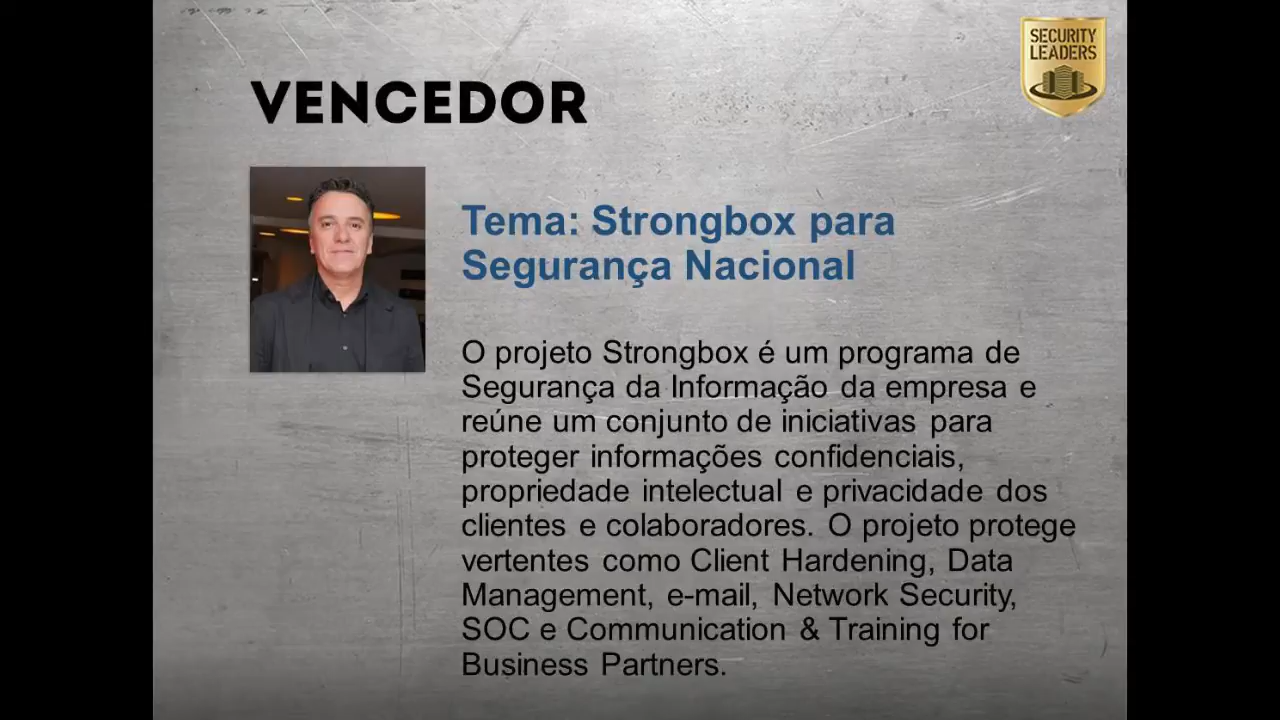 SECURITY
LEADERS
VENCEDOR
Tema: Strongbox para
Segurança Nacional
O projeto Strongbox é um programa de
Segurança da Informação da empresa e
reúne um conjunto de iniciativas para
proteger informações confidenciais,
propriedade intelectual e privacidade dos
clientes e colaboradores. O projeto protege
vertentes como Client Hardening, Data
Management, e-mail, Network Security,
SOC e Communication & Training for
Business Partners.